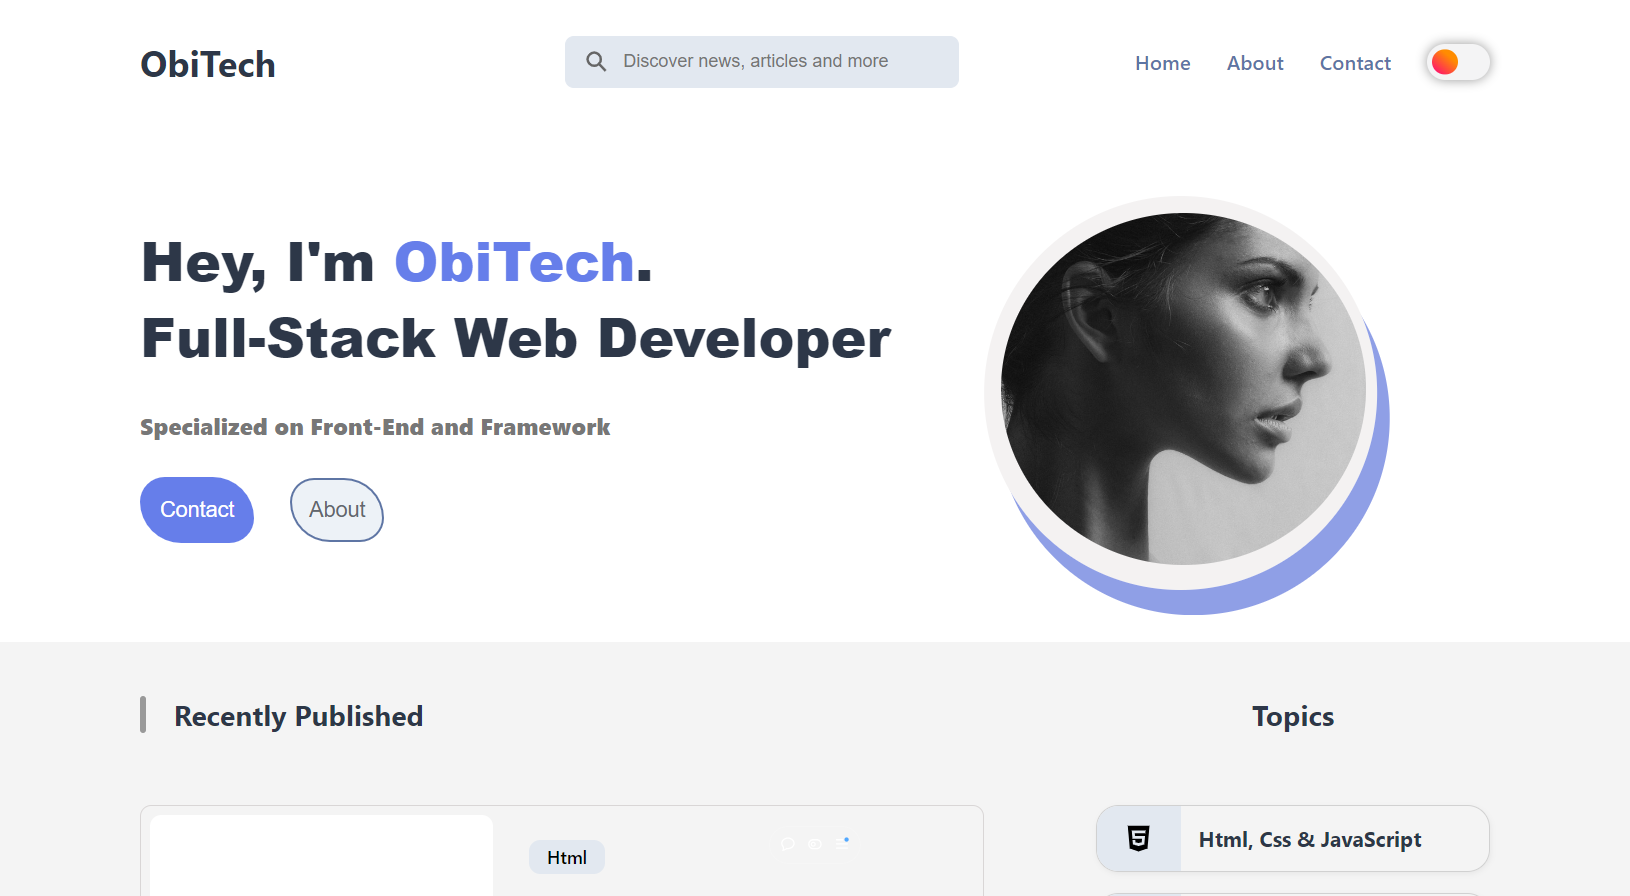 ObiTech
Discover news, articles and more
Home
About
Contact
Hey, I'm ObiTech.
Full-Stack Web Developer
Specialized on Front-End and Framework
Contact
About
Recently Published
Topics
Html
Html, Css & JavaScript